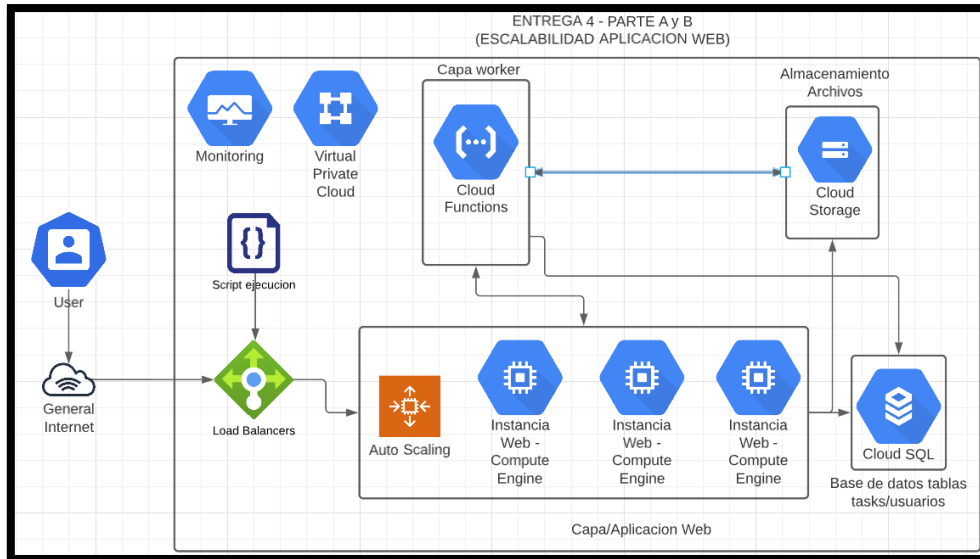 ENTREGA 4 - PARTE A y B
(ESCALABILIDAD APLICACION WEB)
Capa worker
Almacenamiento
Archivos
Monitoring
Virtual
Private
Cloud
Cloud
Functions
Cloud
Storage
User
Script ejecucion
General
Internet
Load Balancers
Auto Scaling
Instancia
Web -
Compute
Engine
Instancia
Web -
Compute
Engine
Instancia
Web -
Compute
Engine
Cloud SQL
Base de datos tablas
tasks/usuarios
Capa/Aplicacion Web